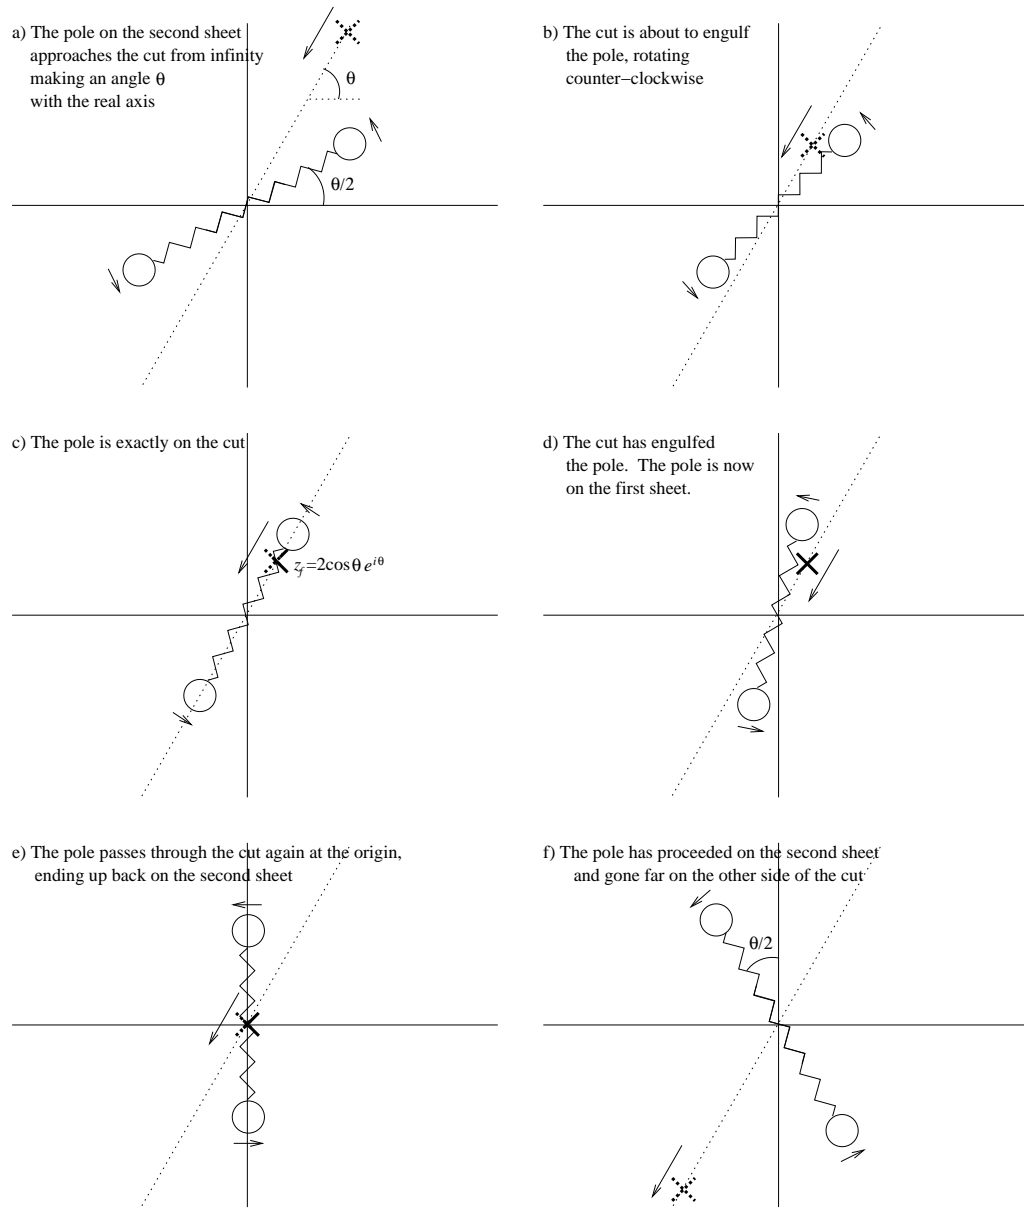 a) The pole on the second sheet
approaches the cut from infinity
making an angle θ
with the real axis
θ
θ/2
b) The cut is about to engulf
the pole, rotating
counter−clockwise
c) The pole is exactly on the cut
z_f=2cosθ e^{iθ}
d) The cut has engulfed
the pole. The pole is now
on the first sheet.
e) The pole passes through the cut again at the origin,
ending up back on the second sheet
f) The pole has proceeded on the second sheet
and gone far on the other side of the cut
θ/2